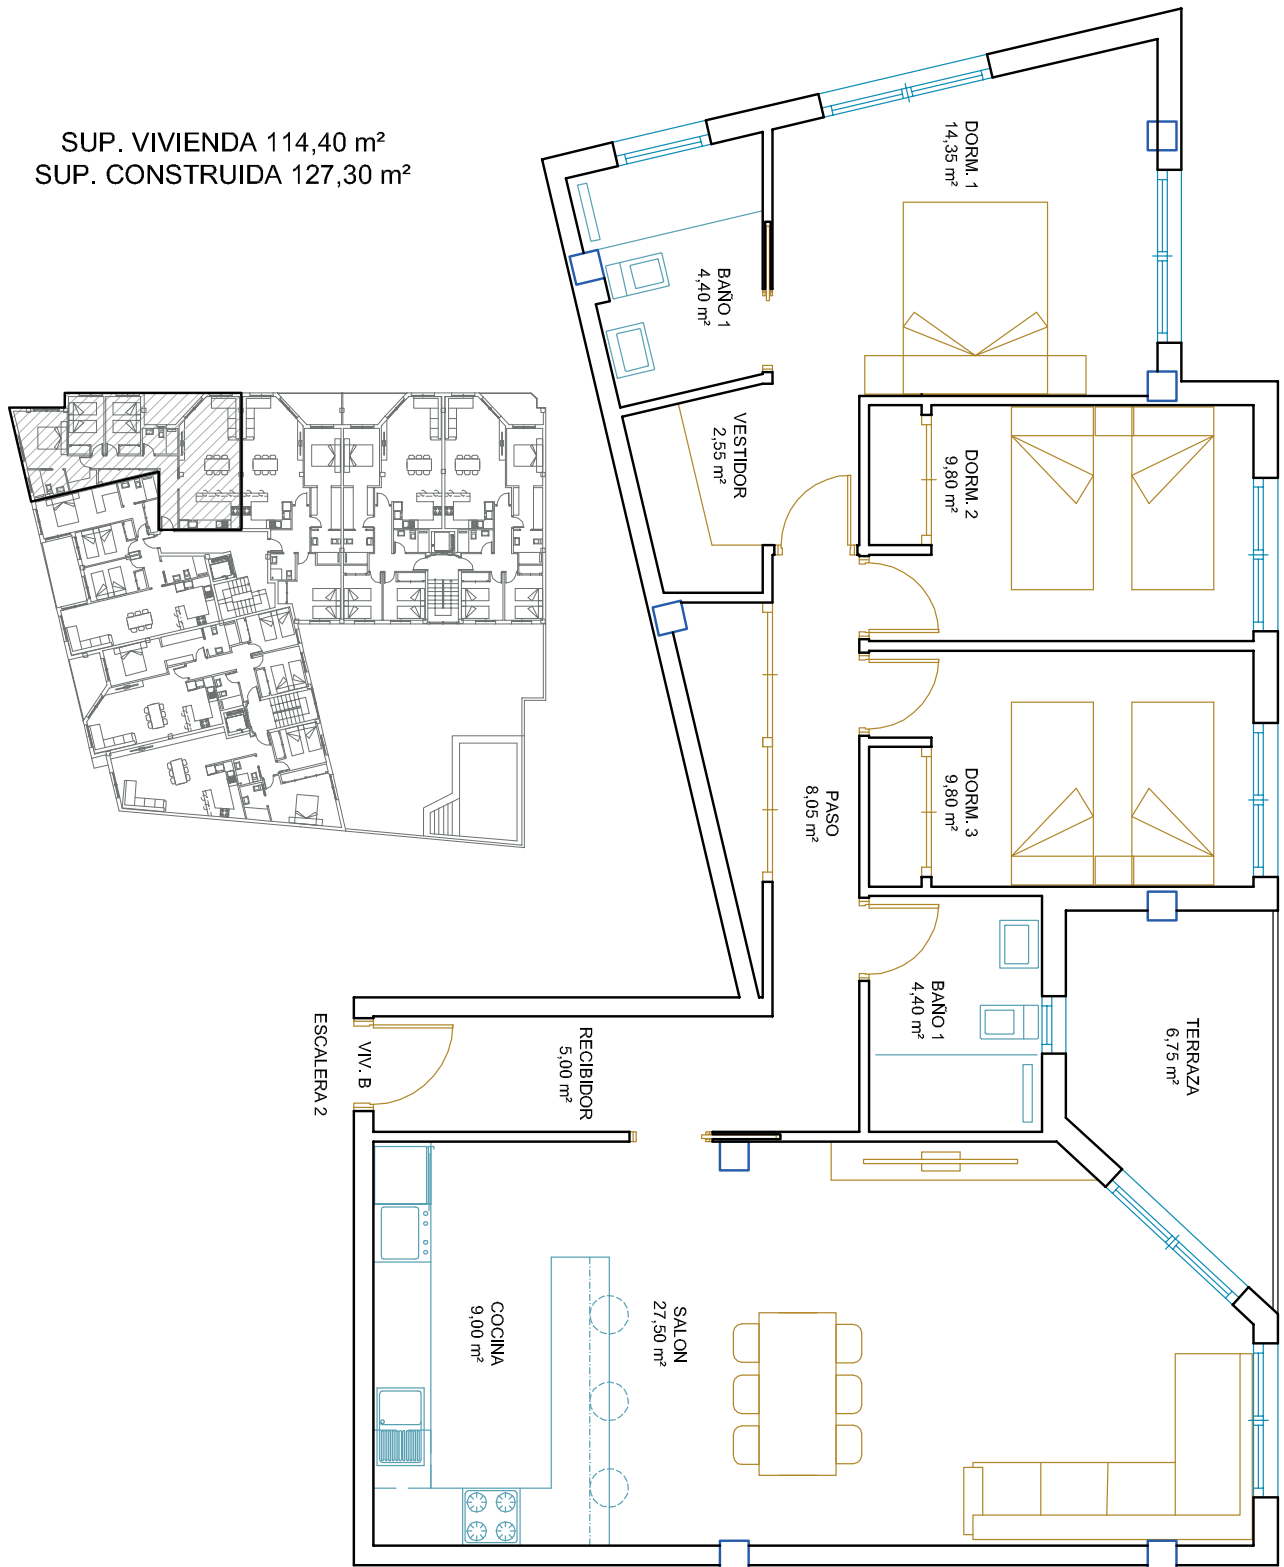 SUP. VIVIENDA 114,40 m²
SUP. CONSTRUIDA 127,30 m²
DORM. 1
14,35 m²
BAÑO 1
4,40 m²
VESTIDOR
2,55 m²
DORM. 2
9,80 m²
DORM. 3
9,80 m²
PASO
8,05 m²
BAÑO 1
4,40 m²
TERRAZA
6,75 m²
RECIBIDOR
5,00 m²
VIV. B
ESCALERA 2
COCINA
9,00 m²
SALON
27,50 m²